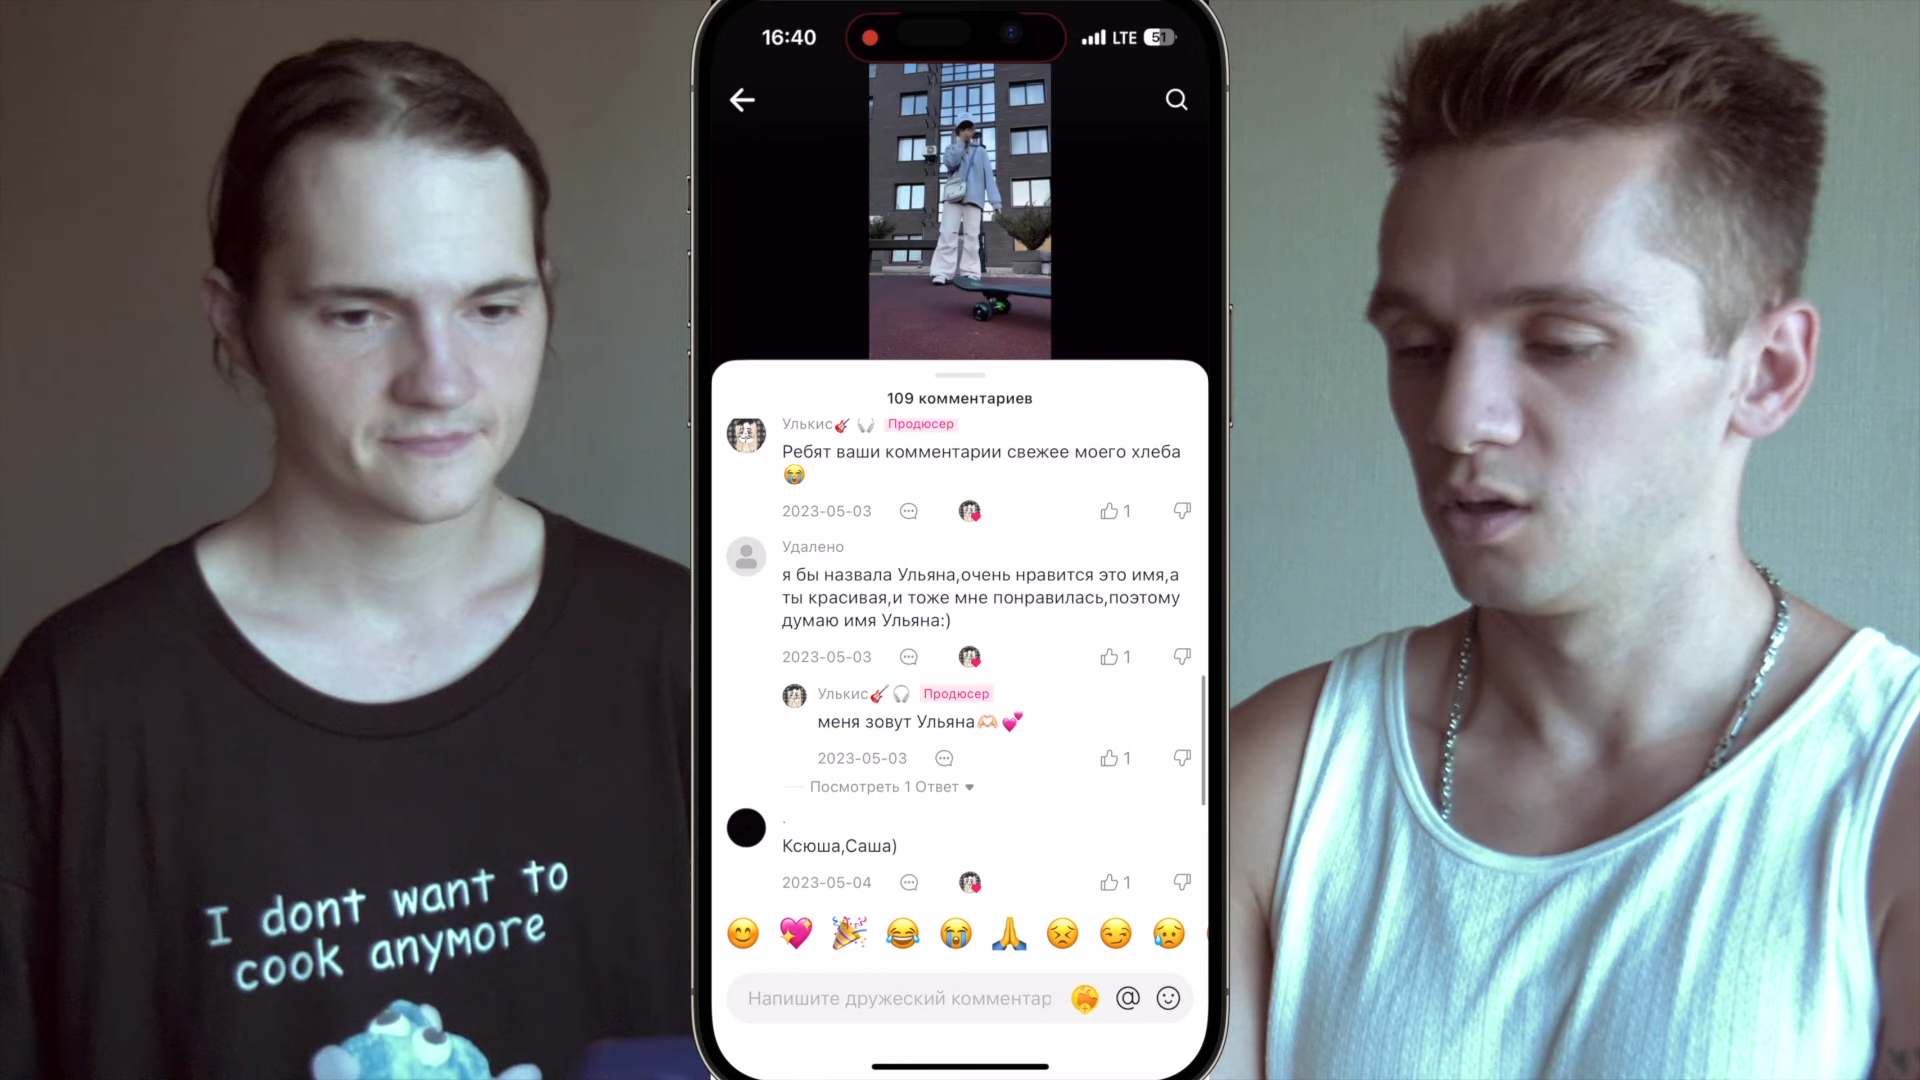 16:40
LTE
51
109 комментариев
Улькис🎸🎧 Продюсер
Ребят ваши комментарии свежее моего хлеба
😭
2023-05-03
1
Удалено
я бы назвала Ульяна,очень нравится это имя,а
ты красивая,и тоже мне понравилась,поэтому
думаю имя Ульяна:)
2023-05-03
1
Улькис🎸🎧 Продюсер
меня зовут Ульяна🫶🏻💕
2023-05-03
1
Посмотреть 1 Ответ
.
Ксюша,Саша)
2023-05-04
1
Напишите дружеский комментар
@
I dont want to
cook anymore